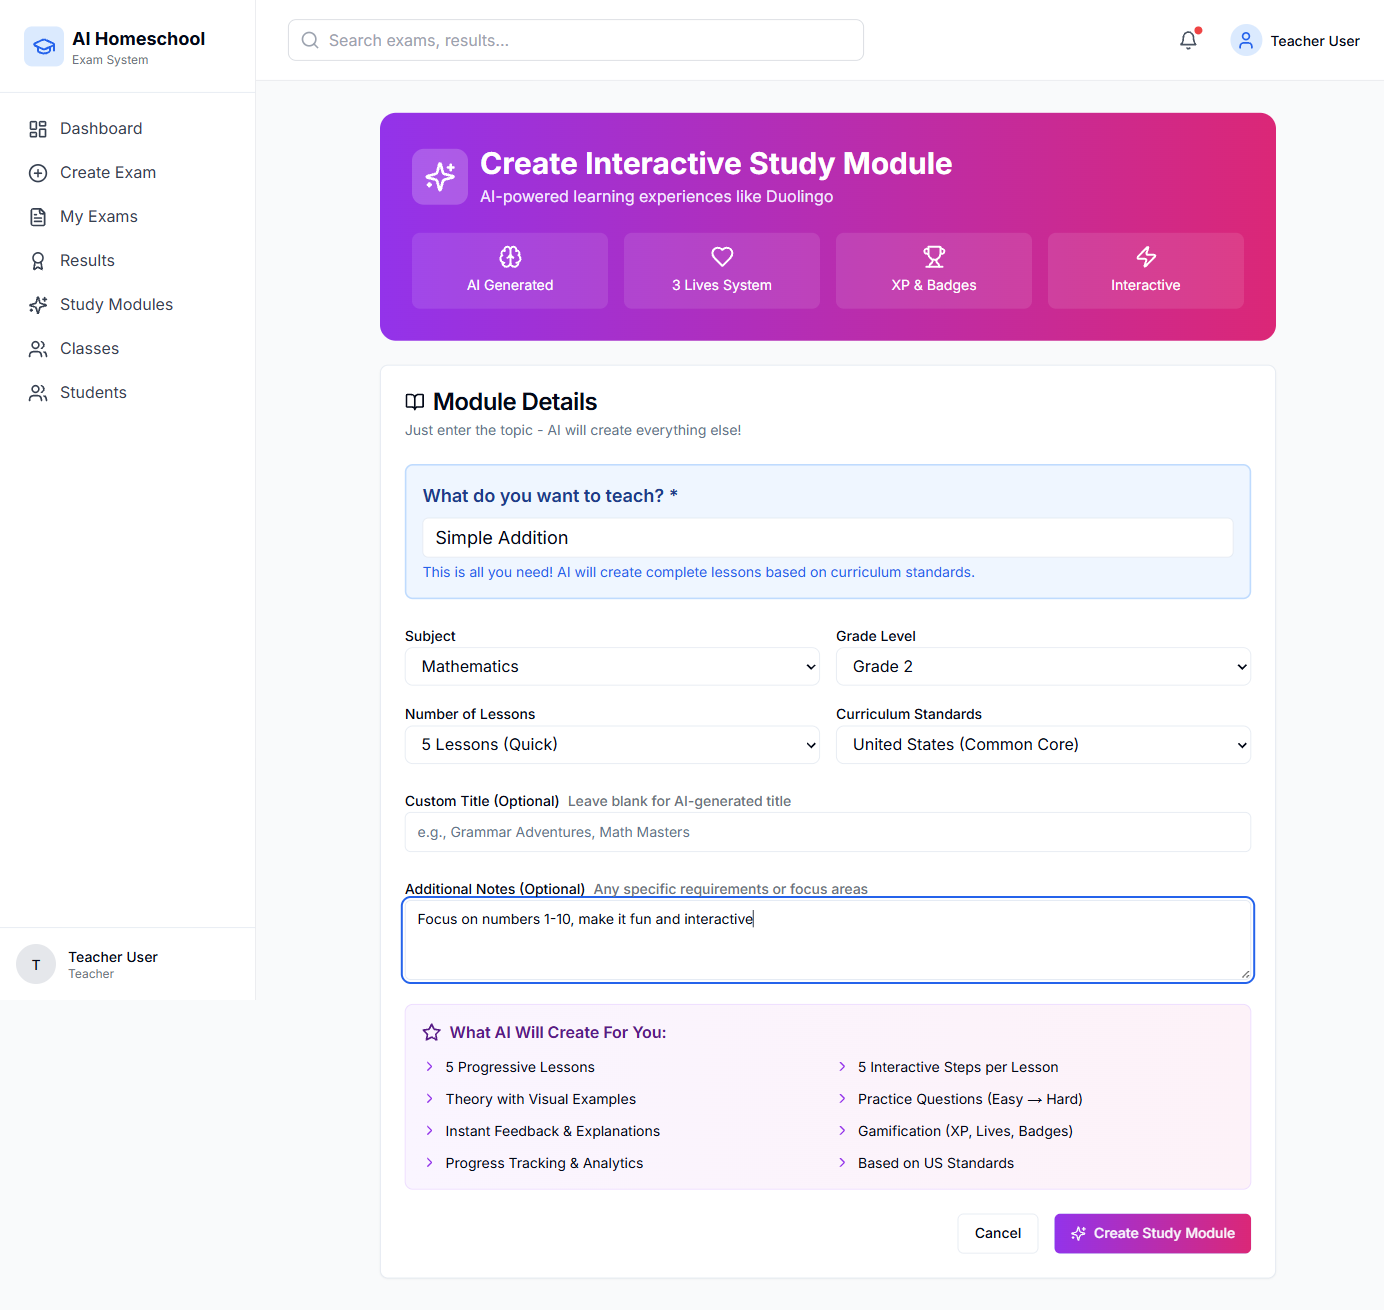 AI Homeschool
Exam System
Dashboard
Create Exam
My Exams
Results
Study Modules
Classes
Students
T
Teacher User
Teacher
Search exams, results...
Teacher User
Create Interactive Study Module
AI-powered learning experiences like Duolingo
AI Generated
3 Lives System
XP & Badges
Interactive
Module Details
Just enter the topic - AI will create everything else!
What do you want to teach? *
Simple Addition
This is all you need! AI will create complete lessons based on curriculum standards.
Subject
Mathematics
Grade Level
Grade 2
Number of Lessons
5 Lessons (Quick)
Curriculum Standards
United States (Common Core)
Custom Title (Optional) Leave blank for AI-generated title
e.g., Grammar Adventures, Math Masters
Additional Notes (Optional) Any specific requirements or focus areas
Focus on numbers 1-10, make it fun and interactive
What AI Will Create For You:
5 Progressive Lessons
5 Interactive Steps per Lesson
Theory with Visual Examples
Practice Questions (Easy → Hard)
Instant Feedback & Explanations
Gamification (XP, Lives, Badges)
Progress Tracking & Analytics
Based on US Standards
Cancel
Create Study Module